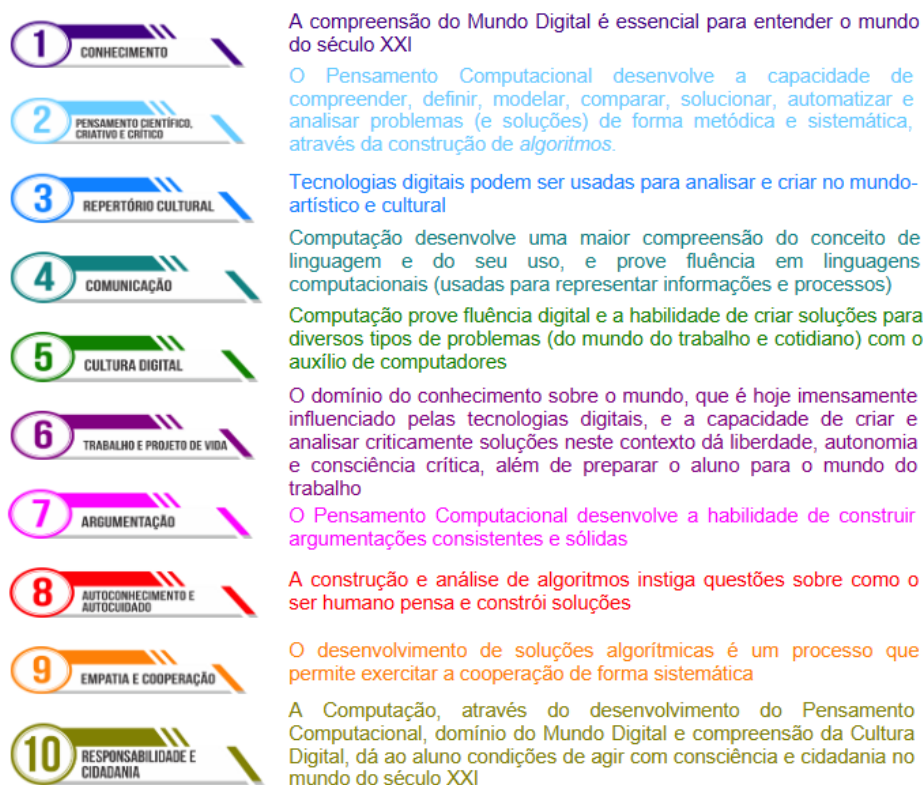 1
CONHECIMENTO
A compreensão do Mundo Digital é essencial para entender o mundo
do século XXI
2
PENSAMENTO CIENTÍFICO,
CRIATIVO E CRÍTICO
O Pensamento Computacional desenvolve a capacidade de
compreender, definir, modelar, comparar, solucionar, automatizar e
analisar problemas (e soluções) de forma metódica e sistemática,
através da construção de algoritmos.
3
REPERTÓRIO CULTURAL
Tecnologias digitais podem ser usadas para analisar e criar no mundo-
artístico e cultural
4
COMUNICAÇÃO
Computação desenvolve uma maior compreensão do conceito de
linguagem e do seu uso, e prove fluência em linguagens
computacionais (usadas para representar informações e processos)
5
CULTURA DIGITAL
Computação prove fluência digital e a habilidade de criar soluções para
diversos tipos de problemas (do mundo do trabalho e cotidiano) com o
auxílio de computadores
6
TRABALHO E PROJETO DE VIDA
O domínio do conhecimento sobre o mundo, que é hoje imensamente
influenciado pelas tecnologias digitais, e a capacidade de criar e
analisar criticamente soluções neste contexto dá liberdade, autonomia
e consciência crítica, além de preparar o aluno para o mundo do
trabalho
7
ARGUMENTAÇÃO
O Pensamento Computacional desenvolve a habilidade de construir
argumentações consistentes e sólidas
8
AUTOCONHECIMENTO E
AUTOCUIDADO
A construção e análise de algoritmos instiga questões sobre como o
ser humano pensa e constrói soluções
9
EMPATIA E COOPERAÇÃO
O desenvolvimento de soluções algorítmicas é um processo que
permite exercitar a cooperação de forma sistemática
10
RESPONSABILIDADE E
CIDADANIA
A Computação, através do desenvolvimento do Pensamento
Computacional, domínio do Mundo Digital e compreensão da Cultura
Digital, dá ao aluno condições de agir com consciência e cidadania no
mundo do século XXI